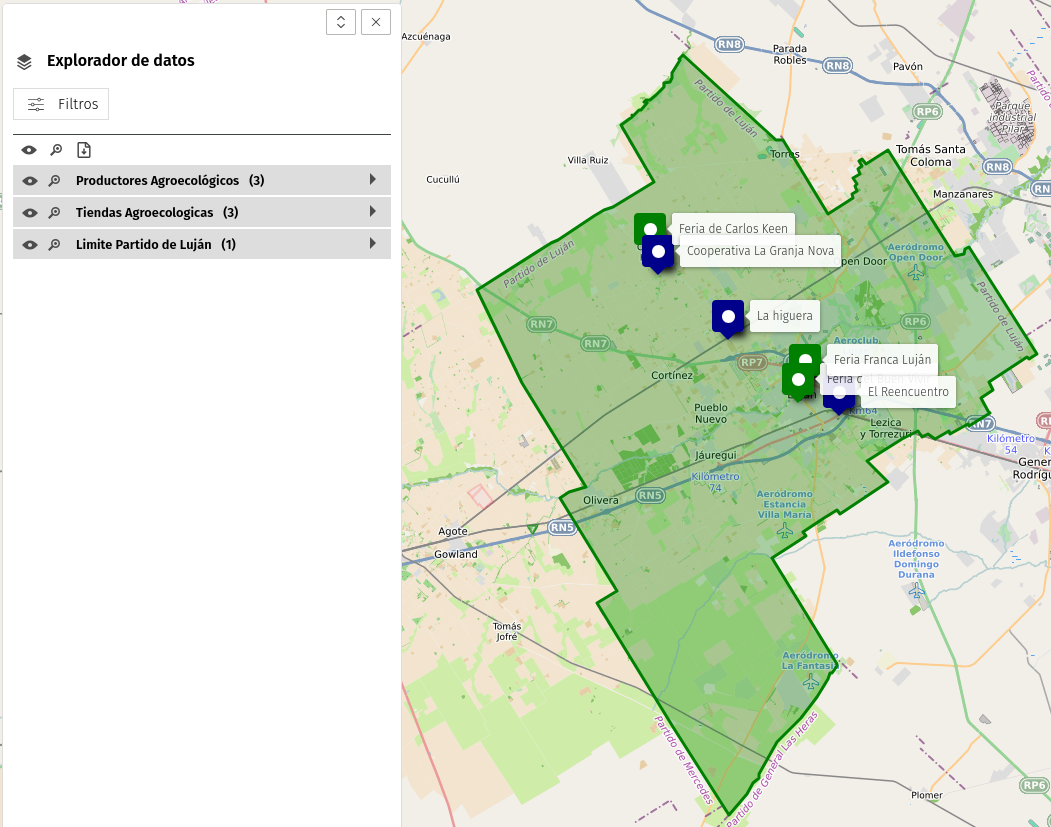 Explorador de datos
Filtros
Productores Agroecológicos (3)
Tiendas Agroecologicas (3)
Limite Partido de Luján (1)
Azcuénaga
RN8
Parada
Robles
RN8
Pavón
Partido de Luján
RP6
Parque
industrial
Pilar
Torres
Tomás Santa
Coloma
Villa Ruiz
RN8
Cucullú
Manzanares
Feria de Carlos Keen
Partido de Luján
Cooperativa La Granja Nova
Aeródromo
Open Door
Open Door
Partido de Luján
RN7
La higuera
RP6
RN7
Aeroclub
RP7
Feria Franca Luján
Cortínez
El Reencuentro
Pueblo
Nuevo
Lezica
y Torrezuri
RN7
Kilómetro
54
Jáuregui
Kilómetro
74
Olivera
RN5
Aeródromo
Estancia
Villa María
RN5
Agote
Gowland
Aeródromo
Ildefonso
Domingo
Durana
Tomás
Jofré
Aeródromo
La Fantasía
Partido de Mercedes
Partido de General Las Heras
Plomer
RP6